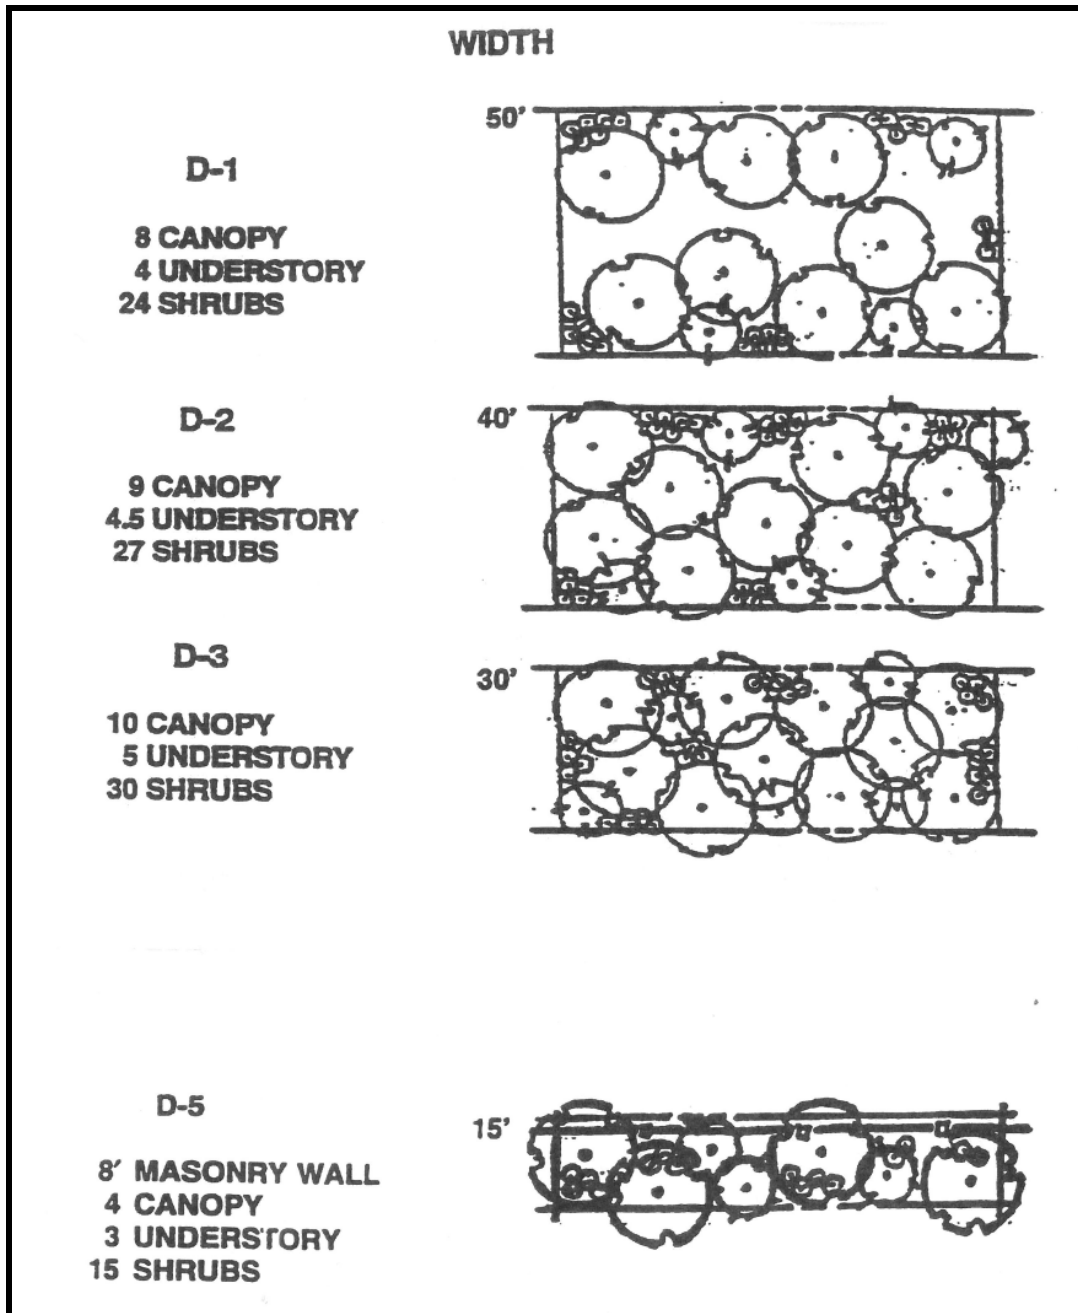 WIDTH
50'
D-1
8 CANOPY
4 UNDERSTORY
24 SHRUBS
40'
D-2
9 CANOPY
4.5 UNDERSTORY
27 SHRUBS
30'
D-3
10 CANOPY
5 UNDERSTORY
30 SHRUBS
15'
D-5
8' MASONRY WALL
4 CANOPY
3 UNDERSTORY
15 SHRUBS